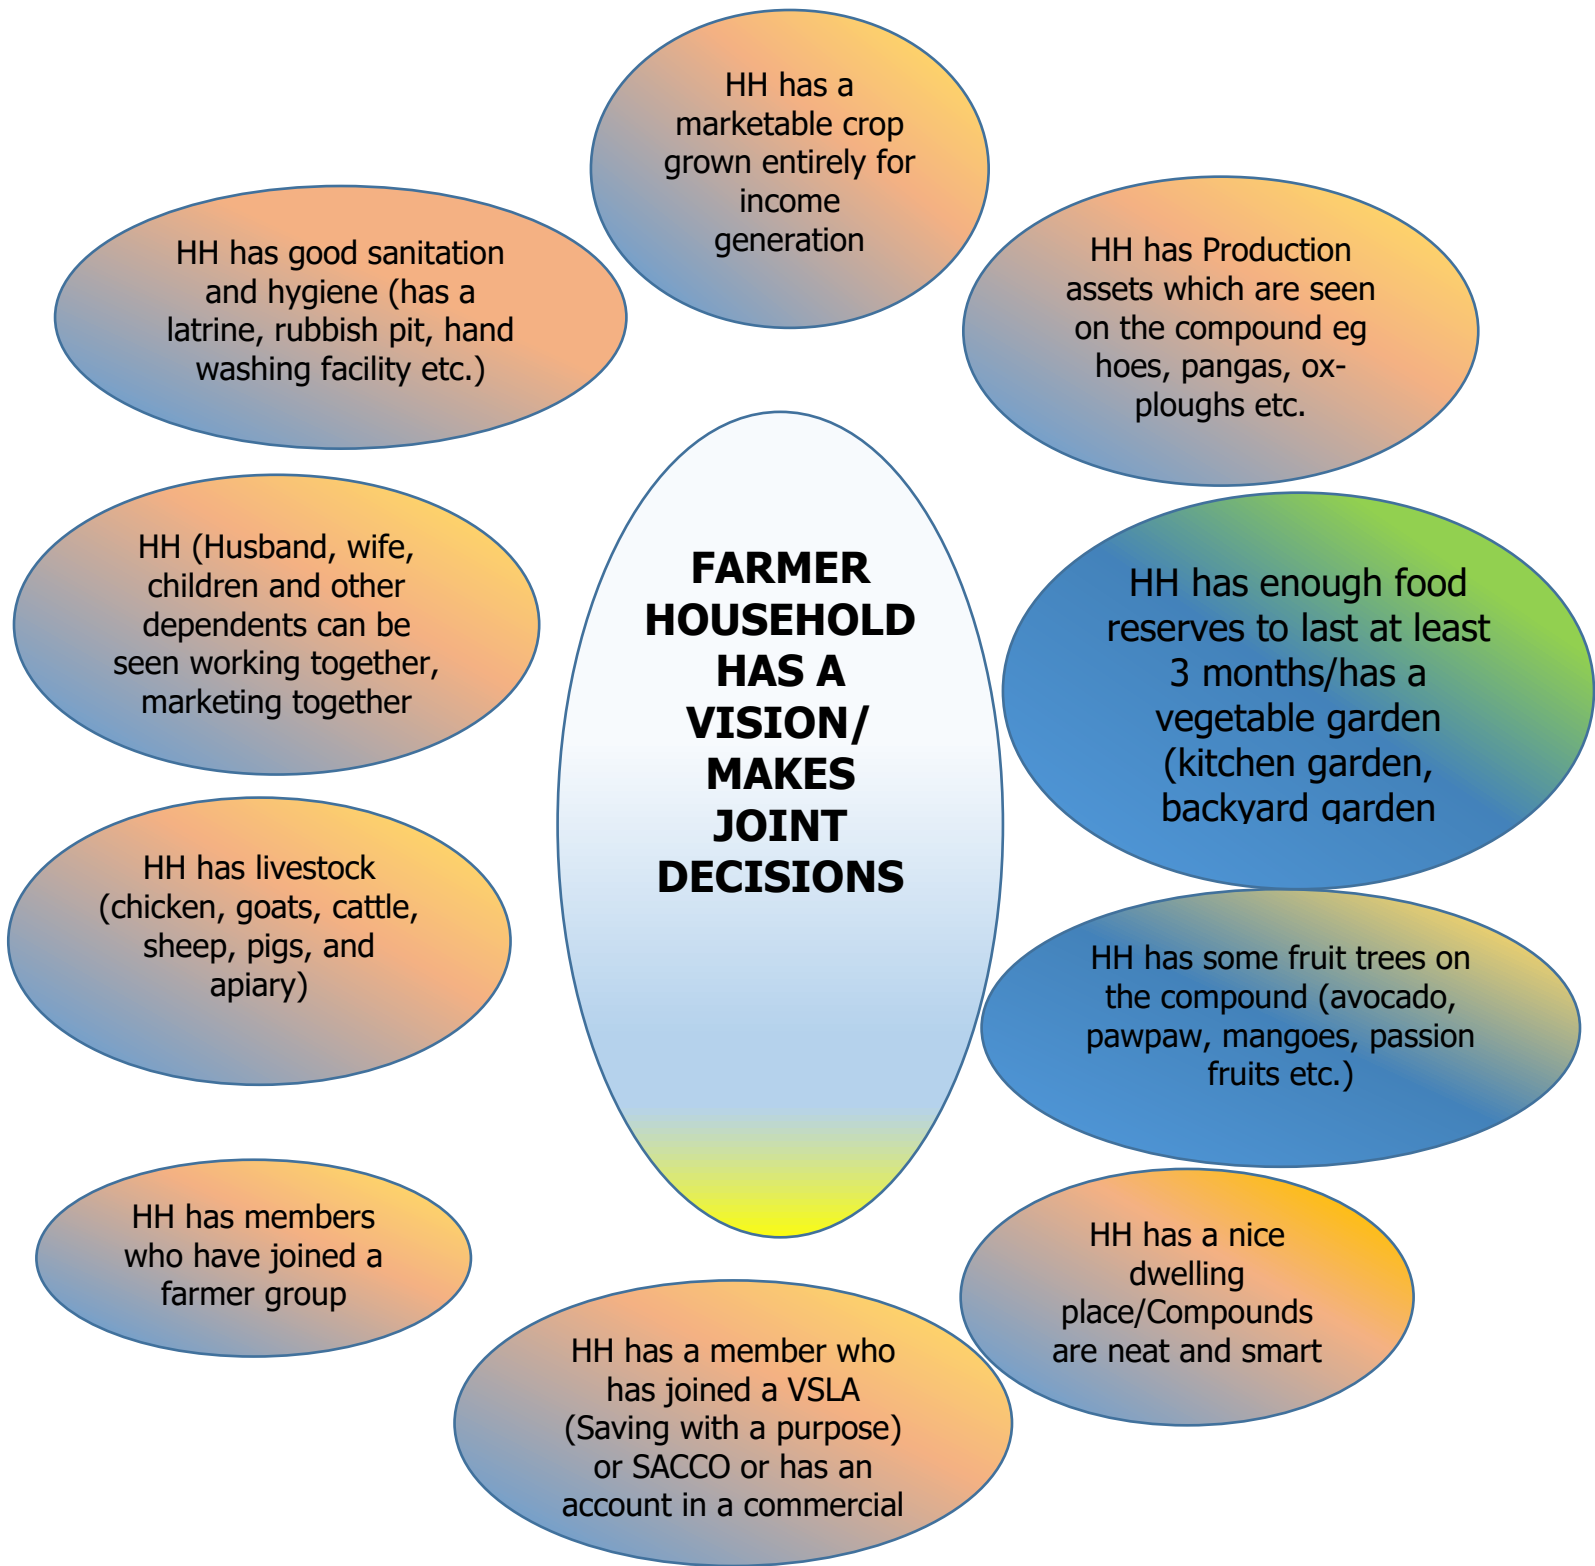 HH has a
marketable crop
grown entirely for
income
generation
HH has good sanitation
and hygiene (has a
latrine, rubbish pit, hand
washing facility etc.)
HH has Production
assets which are seen
on the compound eg
hoes, pangas, ox-
ploughs etc.
HH (Husband, wife,
children and other
dependents can be
seen working together,
marketing together
FARMER
HOUSEHOLD
HAS A
VISION/
MAKES
JOINT
DECISIONS
HH has enough food
reserves to last at least
3 months/has a
vegetable garden
(kitchen garden,
backyard garden
HH has livestock
(chicken, goats, cattle,
sheep, pigs, and
apiary)
HH has some fruit trees on
the compound (avocado,
pawpaw, mangoes, passion
fruits etc.)
HH has members
who have joined a
farmer group
HH has a nice
dwelling
place/Compounds
are neat and smart
HH has a member who
has joined a VSLA
(Saving with a purpose)
or SACCO or has an
account in a commercial